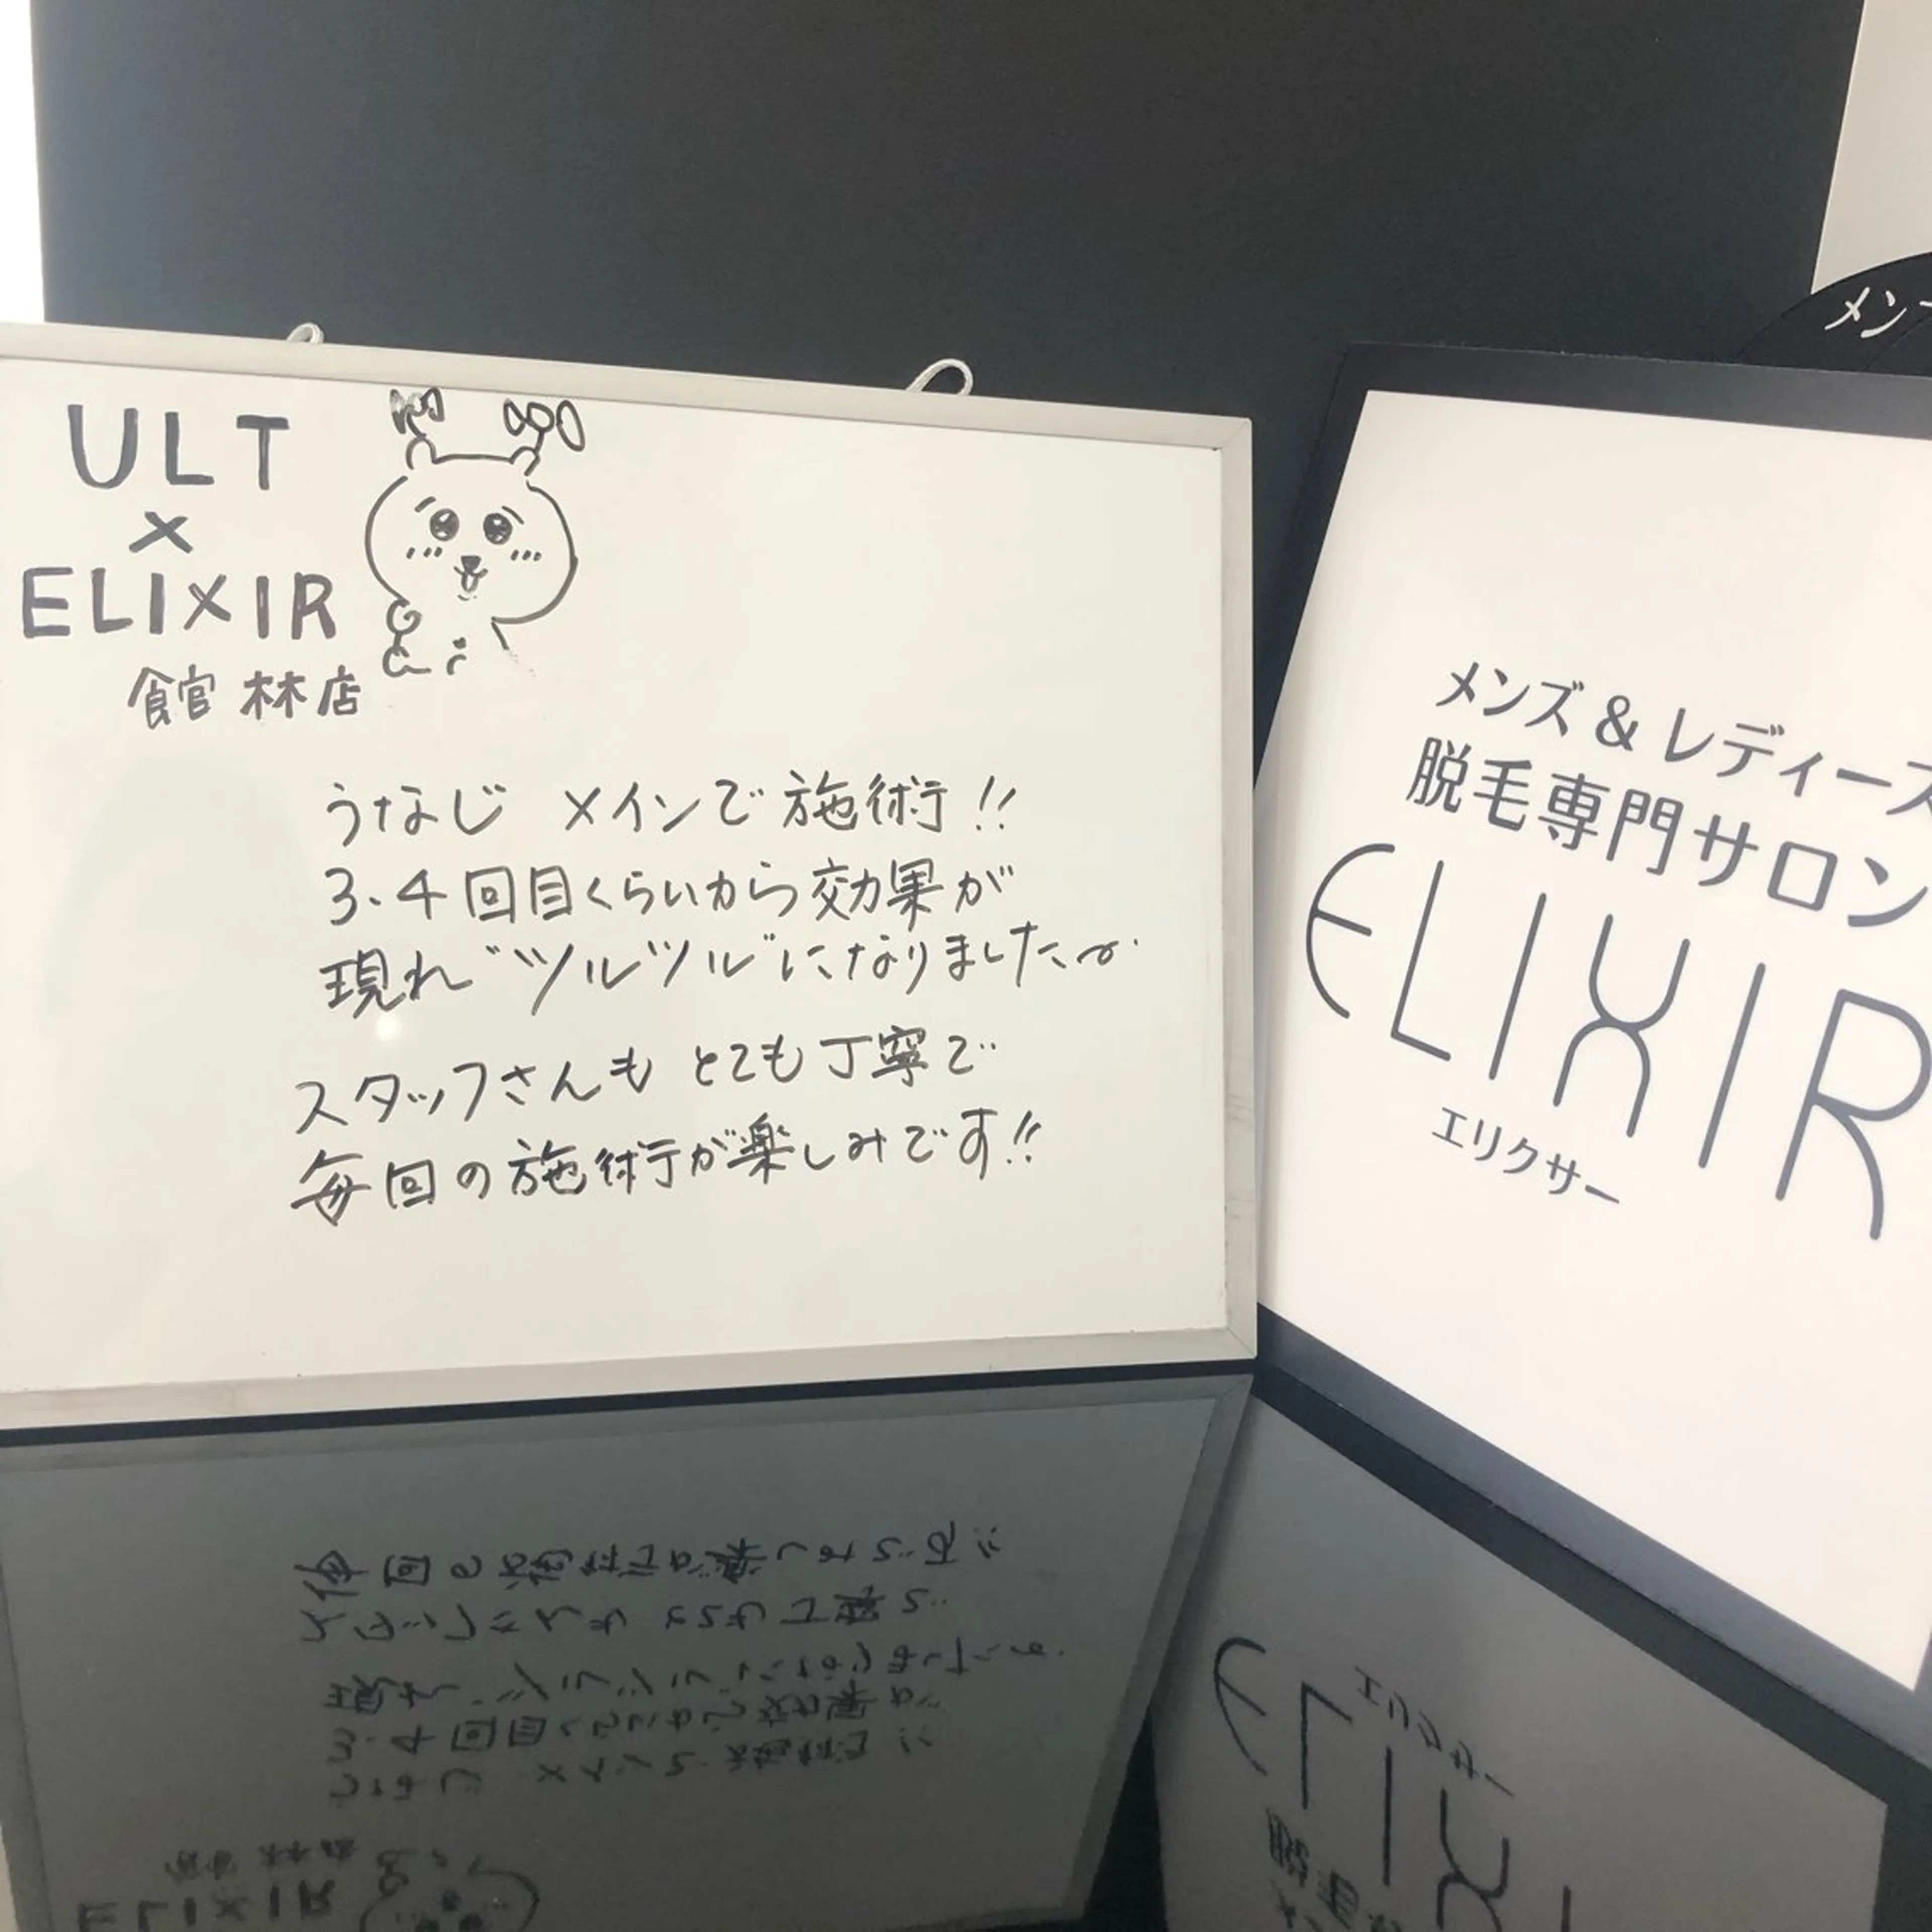 ULT
×
ELIXIR
館林店
うなじ メインで施術!!
3.4回目くらいから効果が
現れ“ツルツル”になりました
スタッフさんも とても丁寧で
毎回の施術が楽しみです!!
メンズ&レディース
脱毛専門サロン
ELIXIR
エリクサー
メン